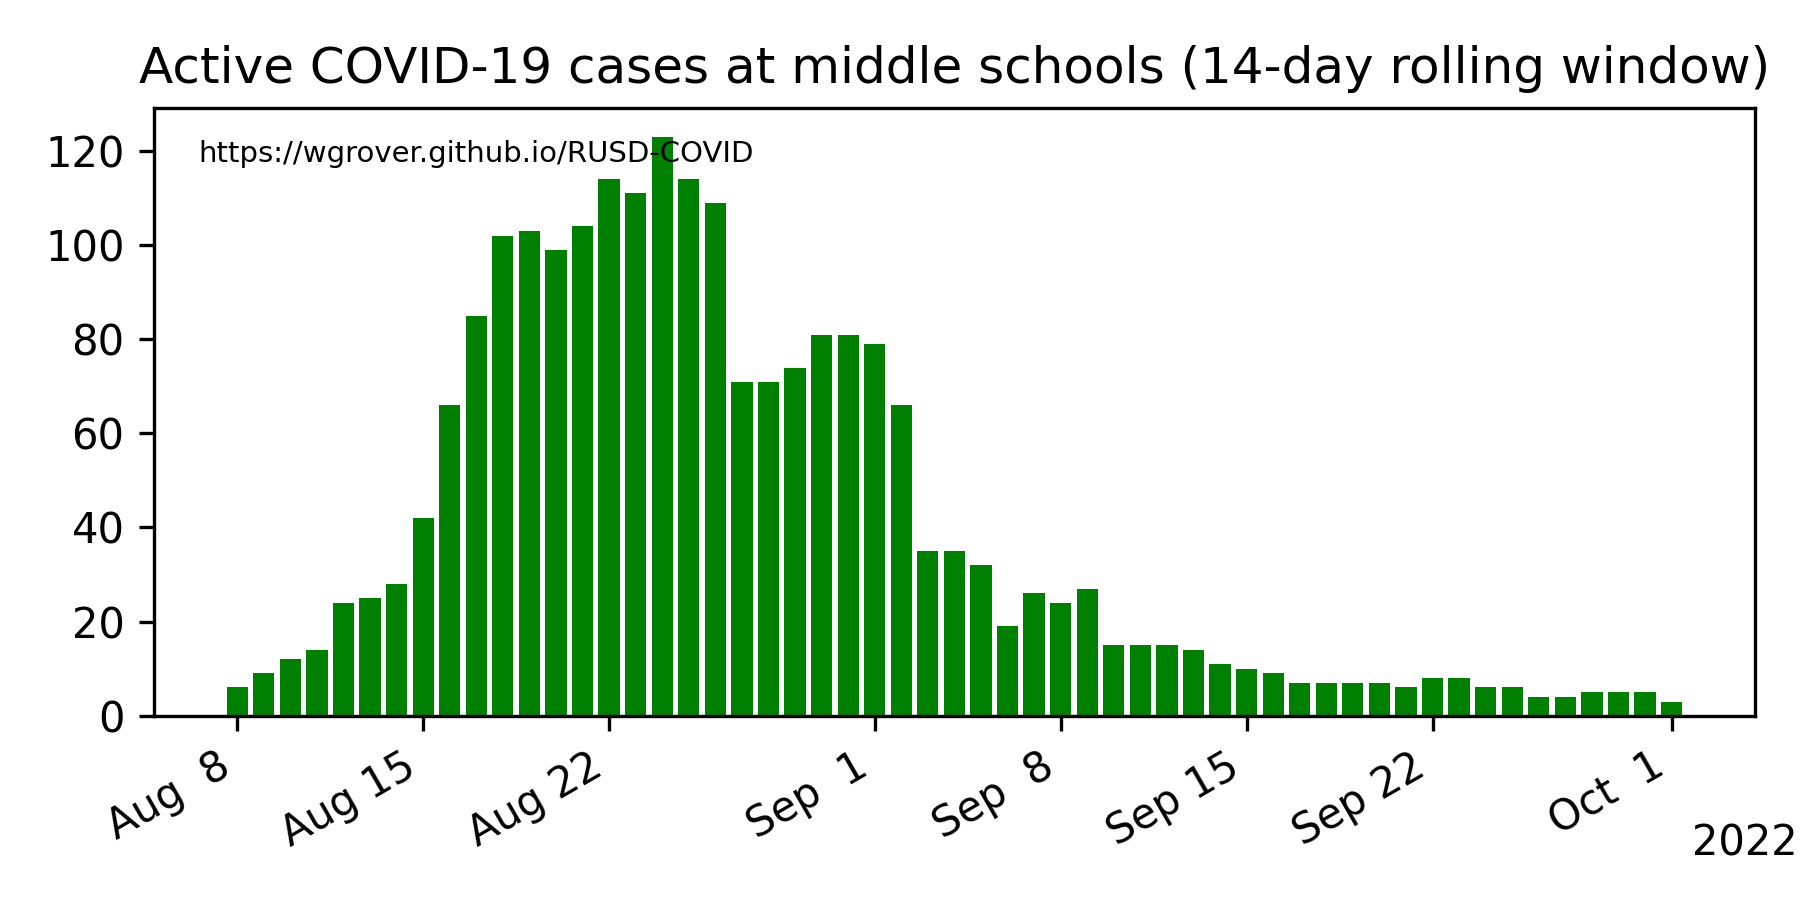 Active COVID-19 cases at middle schools (14-day rolling window)
https://wgrover.github.io/RUSD-COVID
120
100
80
60
40
20
0
Aug 8
Aug 15
Aug 22
Sep 1
Sep 8
Sep 15
Sep 22
Oct 1
2022